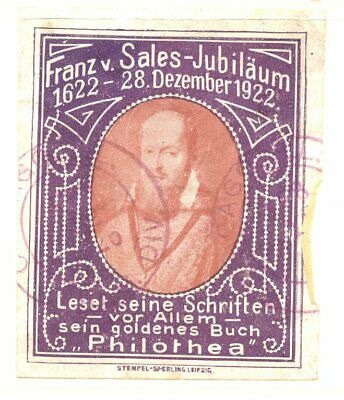 Franz v. Sales-Jubiläum
1622 - 28. Dezember 1922.
Leset seine Schriften
— vor Allem —
sein goldenes Buch
„Philothea"
STEMPEL-SPERLING, LEIPZIG.
DIV